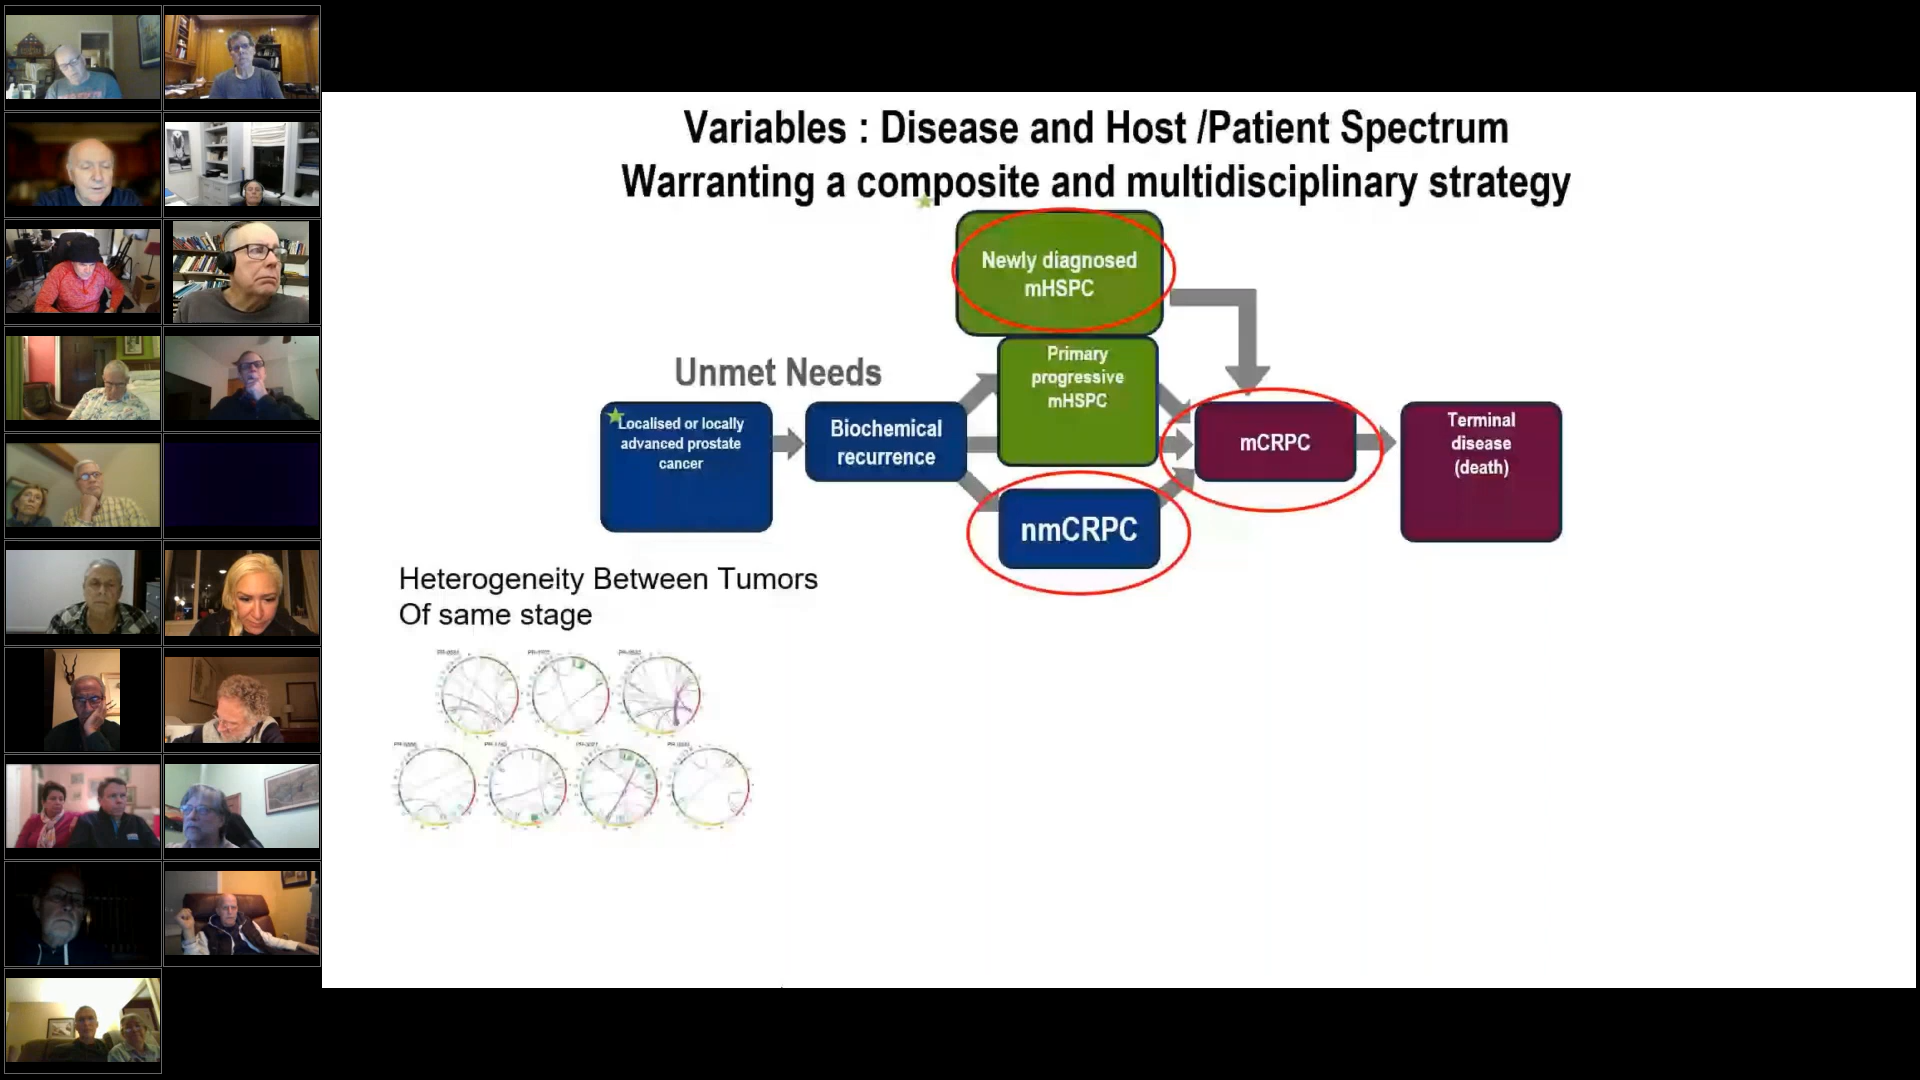 Variables : Disease and Host /Patient Spectrum
Warranting a composite and multidisciplinary strategy
Newly diagnosed
mHSPC
Unmet Needs
Primary
progressive
mHSPC
Localised or locally
advanced prostate
cancer
Biochemical
recurrence
mCRPC
Terminal
disease
(death)
nmCRPC
Heterogeneity Between Tumors
Of same stage